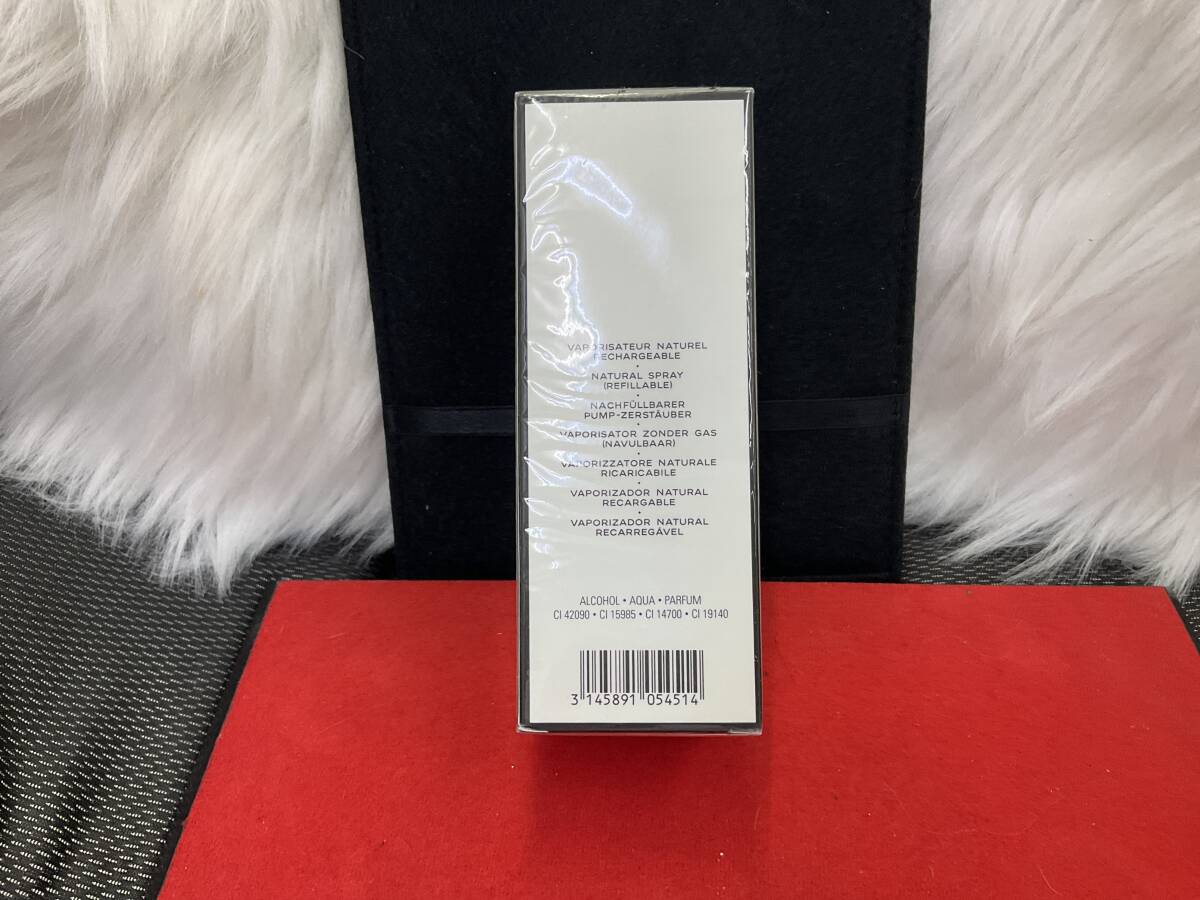 VAPORISATEUR NATUREL
RECHARGEABLE
•
NATURAL SPRAY
(REFILLABLE)
•
NACHFÜLLBARER
PUMP-ZERSTÄUBER
•
VAPORISATOR ZONDER GAS
(NAVULBAAR)
•
VAPORIZZATORE NATURALE
RICARICABILE
•
VAPORIZADOR NATURAL
RECARGABLE
•
VAPORIZADOR NATURAL
RECARREGÁVEL
ALCOHOL • AQUA • PARFUM
CI 42090 • CI 15985 • CI 14700 • CI 19140
3 145891 054514